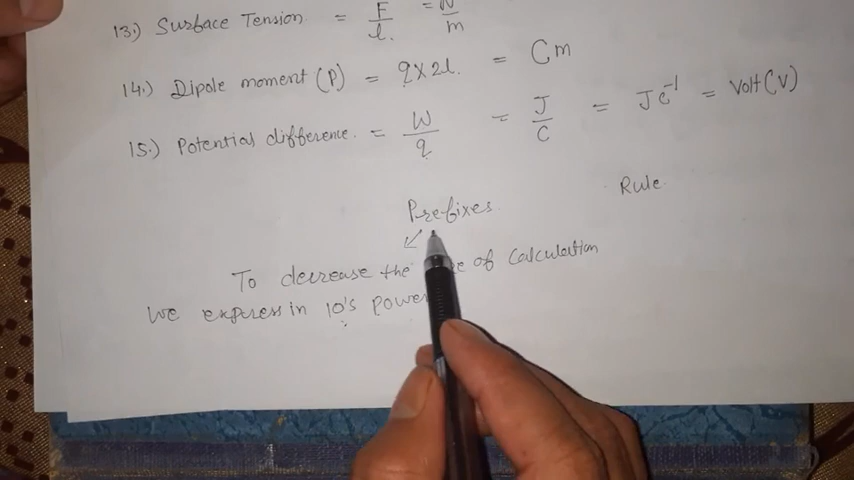 13.) Surface Tension = F/l. = N/m
14.) Dipole moment (P) = q×2l. = Cm
15.) Potential difference. = W/q = J/C = JC⁻¹ = Volt(V)
Rule.
Prefixes
To decrease the of calculation
We express in 10's power